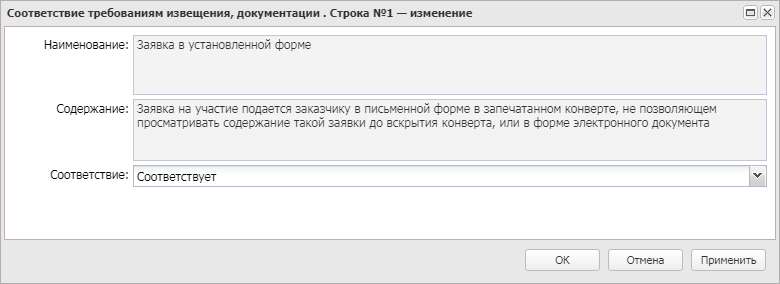 Соответствие требованиям извещения, документации . Строка №1 — изменение
Наименование: Заявка в установленной форме
Содержание: Заявка на участие подается заказчику в письменной форме в запечатанном конверте, не позволяющем
просматривать содержание такой заявки до вскрытия конверта, или в форме электронного документа
Соответствие: Соответствует
ОК Отмена Применить